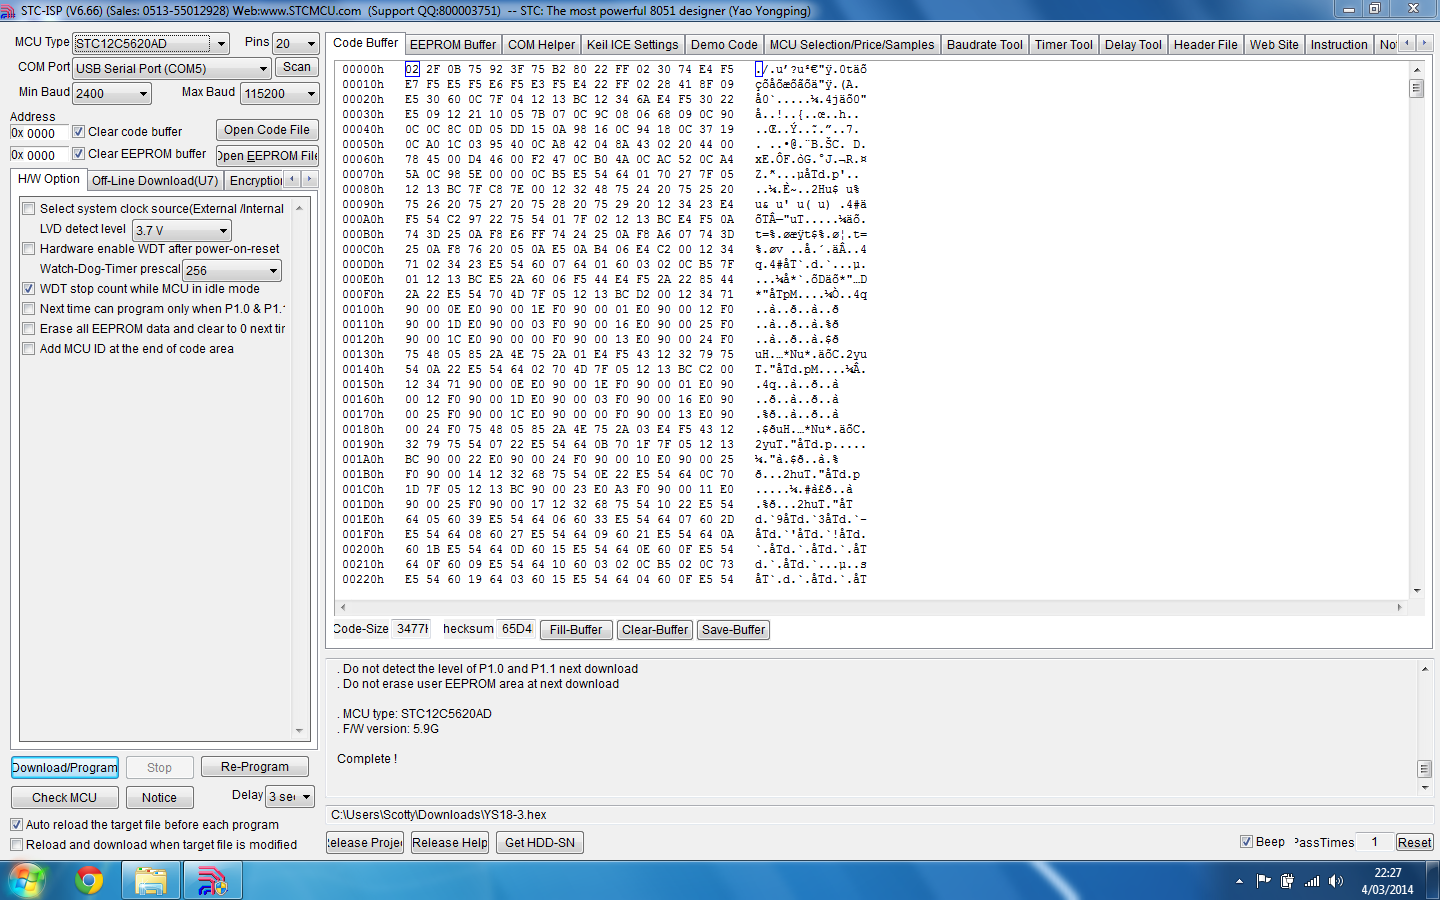 STC-ISP (V6.66) (Sales: 0513-55012928) Web:www.STCMCU.com (Support QQ:800003751) -- STC: The most powerful 8051 designer (Yao Yongping)
MCU Type STC12C5620AD Pins 20
COM Port USB Serial Port (COM5) Scan
Min Baud 2400 Max Baud 115200
Address
0x 0000 Clear code buffer Open Code File
0x 0000 Clear EEPROM buffer Open EEPROM File
H/W Option Off-Line Download(U7) Encryption
Select system clock source(External /Internal
LVD detect level 3.7 V
Hardware enable WDT after power-on-reset
Watch-Dog-Timer prescal 256
WDT stop count while MCU in idle mode
Next time can program only when P1.0 & P1.1
Erase all EEPROM data and clear to 0 next tim
Add MCU ID at the end of code area
Download/Program Stop Re-Program
Check MCU Notice Delay 3 sec
Auto reload the target file before each program
Reload and download when target file is modified
Code Buffer EEPROM Buffer COM Helper Keil ICE Settings Demo Code MCU Selection/Price/Samples Baudrate Tool Timer Tool Delay Tool Header File Web Site Instruction No
00000h 02 2F 0B 75 92 3F 75 B2 80 22 FF 02 30 74 E4 F5 ./.u’?u²€"ÿ.0täõ
00010h E7 F5 E5 F5 E6 F5 E3 F5 E4 22 FF 02 28 41 8F 09 çõåõæõãõä"ÿ.(A.
00020h E5 30 60 0C 7F 04 12 13 BC 12 34 6A E4 F5 30 22 å0`.....¼.4jäõ0"
00030h E5 09 12 21 10 05 7B 07 0C 9C 08 06 68 09 0C 90 å..!..{..œ..h..
00040h 0C 0C 8C 0D 05 DD 15 0A 98 16 0C 94 18 0C 37 19 ..Œ..Ý..˜..”..7.
00050h 0C A0 1C 03 95 40 0C A8 42 04 8A 43 02 20 44 00 . ..•@.¨B.ŠC. D.
00060h 78 45 00 D4 46 00 F2 47 0C B0 4A 0C AC 52 0C A4 xE.ÔF.òG.°J.¬R.¤
00070h 5A 0C 98 5E 00 00 0C B5 E5 54 64 01 70 27 7F 05 Z.˜^...µåTd.p'..
00080h 12 13 BC 7F C8 7E 00 12 32 48 75 24 20 75 25 20 ..¼.È~..2Hu$ u%
00090h 75 26 20 75 27 20 75 28 20 75 29 20 12 34 23 E4 u& u' u( u) .4#ä
000A0h F5 54 C2 97 22 75 54 01 7F 02 12 13 BC E4 F5 0A õTÂ—"uT.....¼äõ.
000B0h 74 3D 25 0A F8 E6 FF 74 24 25 0A F8 A6 07 74 3D t=%.øæÿt$%.ø¦.t=
000C0h 25 0A F8 76 20 05 0A E5 0A B4 06 E4 C2 00 12 34 %.øv ..å.´.äÂ..4
000D0h 71 02 34 23 E5 54 60 07 64 01 60 03 02 0C B5 7F q.4#åT`.d.`...µ.
000E0h 01 12 13 BC E5 2A 60 06 F5 44 E4 F5 2A 22 85 44 ...¼å*`.õDäõ*"…D
000F0h 2A 22 E5 54 70 4D 7F 05 12 13 BC D2 00 12 34 71 *"åTpM....¼Ò..4q
00100h 90 00 0E E0 90 00 1E F0 90 00 01 E0 90 00 12 F0 ..à..ð..à..ð
00110h 90 00 1D E0 90 00 03 F0 90 00 16 E0 90 00 25 F0 ..à..ð..à.%ð
00120h 90 00 1C E0 90 00 00 F0 90 00 13 E0 90 00 24 F0 ..à..ð..à.$ð
00130h 75 48 05 85 2A 4E 75 2A 01 E4 F5 43 12 32 79 75 uH.…*Nu*.äõC.2yu
00140h 54 0A 22 E5 54 64 02 70 4D 7F 05 12 13 BC C2 00 T."åTd.pM....¼Â.
00150h 12 34 71 90 00 0E E0 90 00 1E F0 90 00 01 E0 90 .4q..à..ð..à
00160h 00 12 F0 90 00 1D E0 90 00 03 F0 90 00 16 E0 90 ..ð..à..ð..à
00170h 00 25 F0 90 00 1C E0 90 00 00 F0 90 00 13 E0 90 .%ð..à..ð..à
00180h 00 24 F0 75 48 05 85 2A 4E 75 2A 03 E4 F5 43 12 .$ðuH.…*Nu*.äõC.
00190h 32 79 75 54 07 22 E5 54 64 0B 70 1F 7F 05 12 13 2yuT."åTd.p.....
001A0h BC 90 00 22 E0 90 00 24 F0 90 00 10 E0 90 00 25 ¼."à.$ð..à.%
001B0h F0 90 00 14 12 32 68 75 54 0E 22 E5 54 64 0C 70 ð...2huT."åTd.p
001C0h 1D 7F 05 12 13 BC 90 00 23 E0 A3 F0 90 00 11 E0 .....¼.#à£ð..à
001D0h 90 00 25 F0 90 00 17 12 32 68 75 54 10 22 E5 54 .%ð...2huT."åT
001E0h 64 05 60 39 E5 54 64 06 60 33 E5 54 64 07 60 2D d.`9åTd.`3åTd.`-
001F0h E5 54 64 08 60 27 E5 54 64 09 60 21 E5 54 64 0A åTd.`'åTd.`!åTd.
00200h 60 1B E5 54 64 0D 60 15 E5 54 64 0E 60 0F E5 54 `.åTd.`.åTd.`.åT
00210h 64 0F 60 09 E5 54 64 10 60 03 02 0C B5 02 0C 73 d.`.åTd.`...µ..s
00220h E5 54 60 19 64 03 60 15 E5 54 64 04 60 0F E5 54 åT`.d.`.åTd.`.åT
Code-Size 3477 hecksum 65D4 Fill-Buffer Clear-Buffer Save-Buffer
. Do not detect the level of P1.0 and P1.1 next download
. Do not erase user EEPROM area at next download
. MCU type: STC12C5620AD
. F/W version: 5.9G
Complete !
C:\Users\Scotty\Downloads\YS18-3.hex
Release Projec Release Help Get HDD-SN Beep PassTimes 1 Reset
22:27
4/03/2014